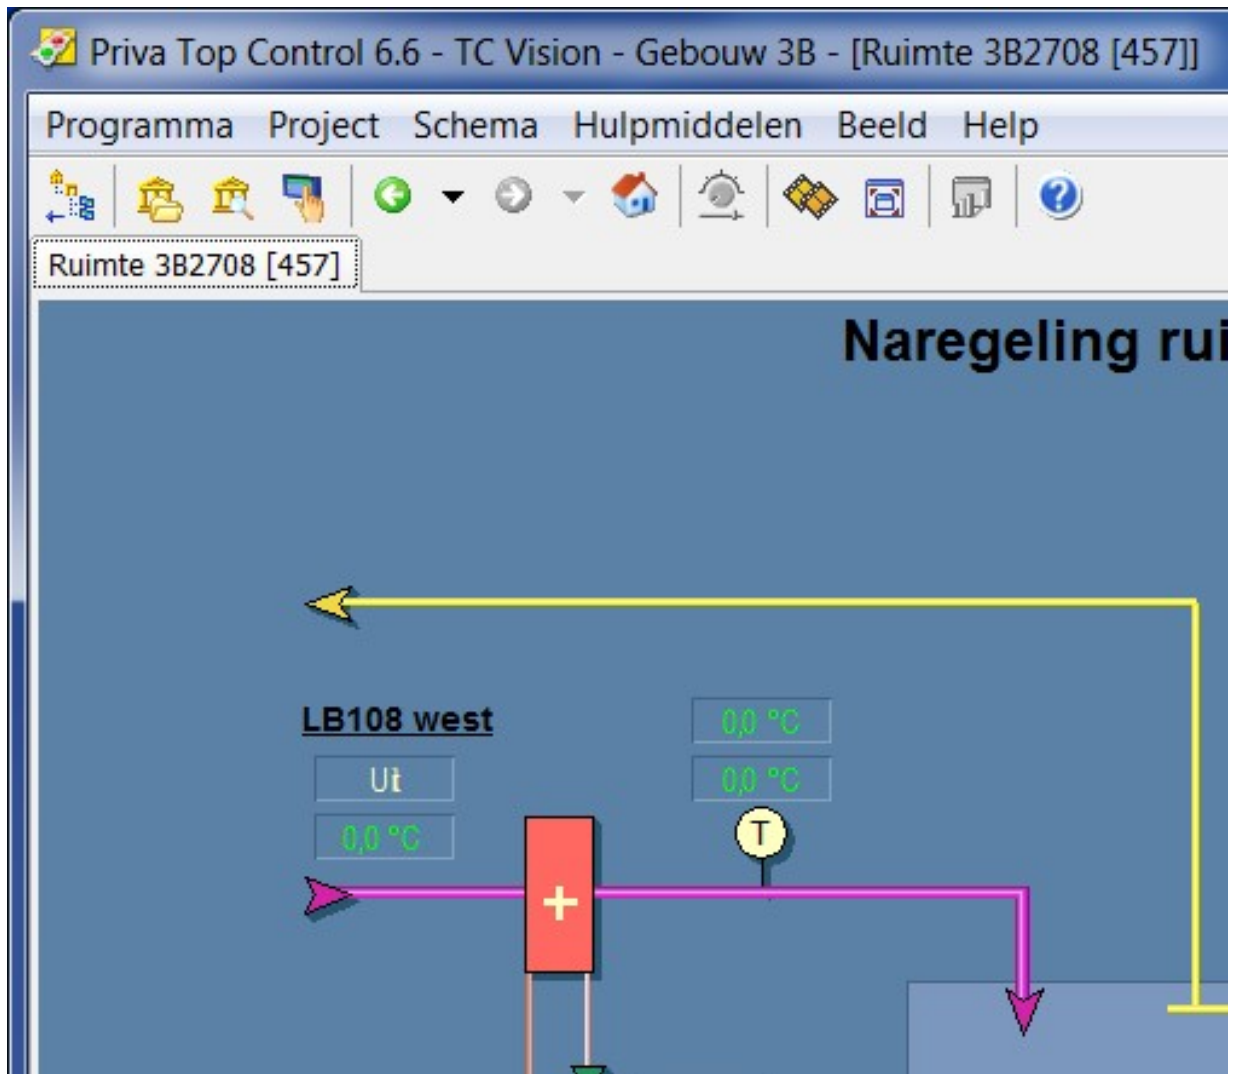 Priva Top Control 6.6 - TC Vision - Gebouw 3B - [Ruimte 3B2708 [457]]
Programma Project Schema Hulpmiddelen Beeld Help
Ruimte 3B2708 [457]
Naregeling rui
LB108 west
0,0 °C
Uit
0,0 °C
0,0 °C
T
+